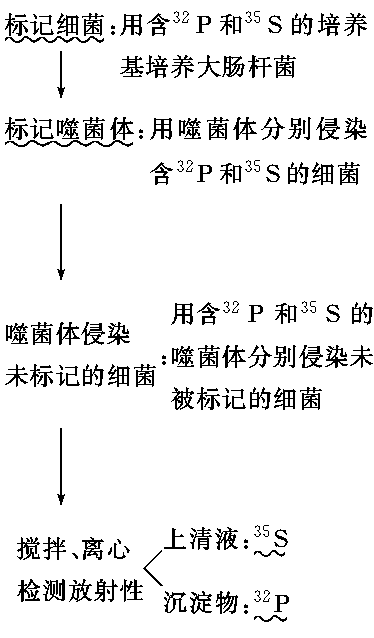 标记细菌:用含³²P和³⁵S的培养
基培养大肠杆菌
标记噬菌体:用噬菌体分别侵染
含³²P和³⁵S的细菌
噬菌体侵染
未标记的细菌:
用含³²P和³⁵S的
噬菌体分别侵染未
被标记的细菌
搅拌、离心
检测放射性
上清液:³⁵S
沉淀物:³²P